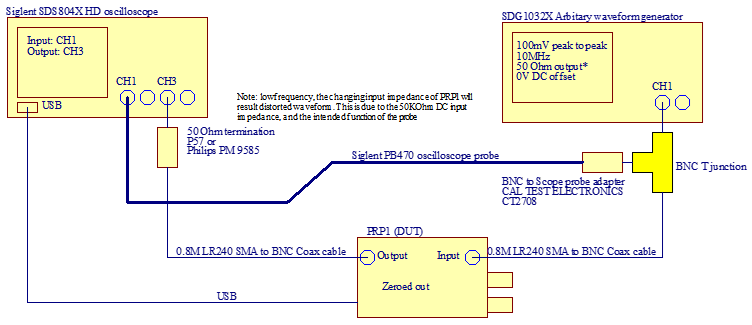 Siglent SDS804X HD oscilloscope
Input: CH1
Output: CH3
CH1
CH3
USB
SDG1032X Arbitary waveform generator
100mV peak to peak
10MHz
50 Ohm output*
0V DC offset
CH1
Note: low frequency, the changing input impedance of PRP1 will
result distorted waveform. This is due to the 50KOhm DC input
impedance, and the intended function of the probe
50 Ohm termination
P57 or
Philips PM 9585
Siglent PB470 oscilloscope probe
BNC to Scope probe adapter
CAL TEST ELECTRONICS
CT2708
BNC T junction
PRP1 (DUT)
0.8M LR240 SMA to BNC Coax cable
Output
Input
0.8M LR240 SMA to BNC Coax cable
Zeroed out
USB